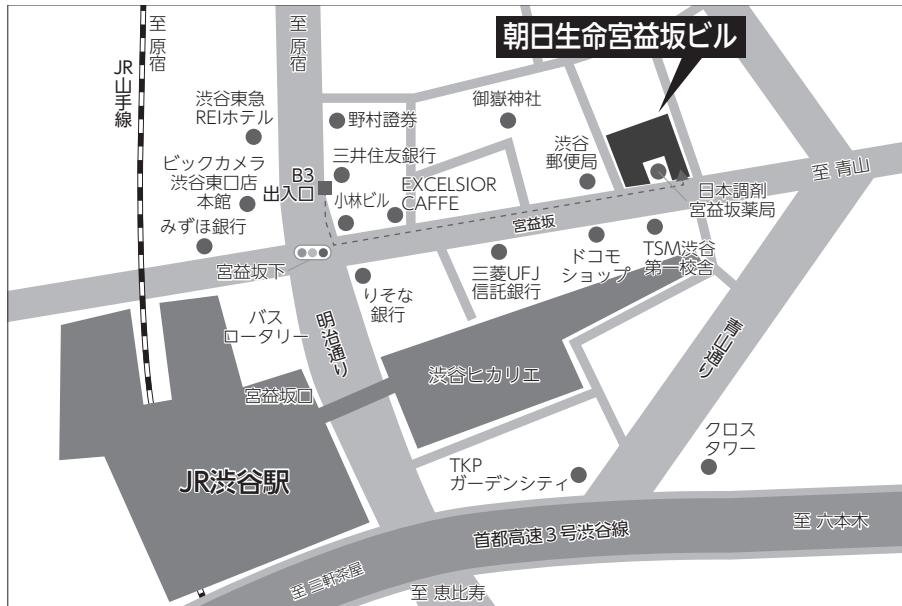 至 原宿
至 原宿
JR山手線
朝日生命宮益坂ビル
渋谷東急
REIホテル
野村證券
御嶽神社
ビックカメラ
渋谷東口店
本館
B3
出入口
三井住友銀行
渋谷
郵便局
小林ビル
EXCELSIOR
CAFFE
至 青山
日本調剤
宮益坂薬局
みずほ銀行
宮益坂
宮益坂下
三菱UFJ
信託銀行
ドコモ
ショップ
TSM渋谷
第一校舎
りそな
銀行
バス
ロータリー
明治通り
青山通り
渋谷ヒカリエ
宮益坂口
クロス
タワー
TKP
ガーデンシティ
JR渋谷駅
首都高速3号渋谷線
至 六本木
至 三軒茶屋
至 恵比寿